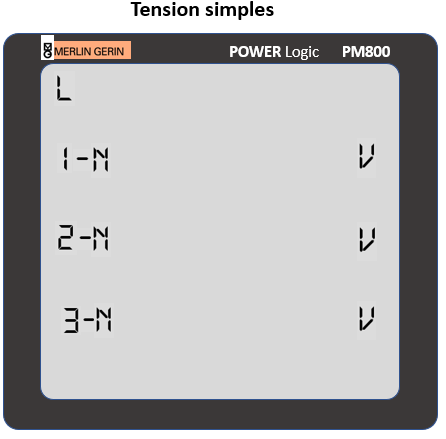 Tension simples
MERLIN GERIN POWER Logic PM800
L
1-N V
2-N V
3-N V